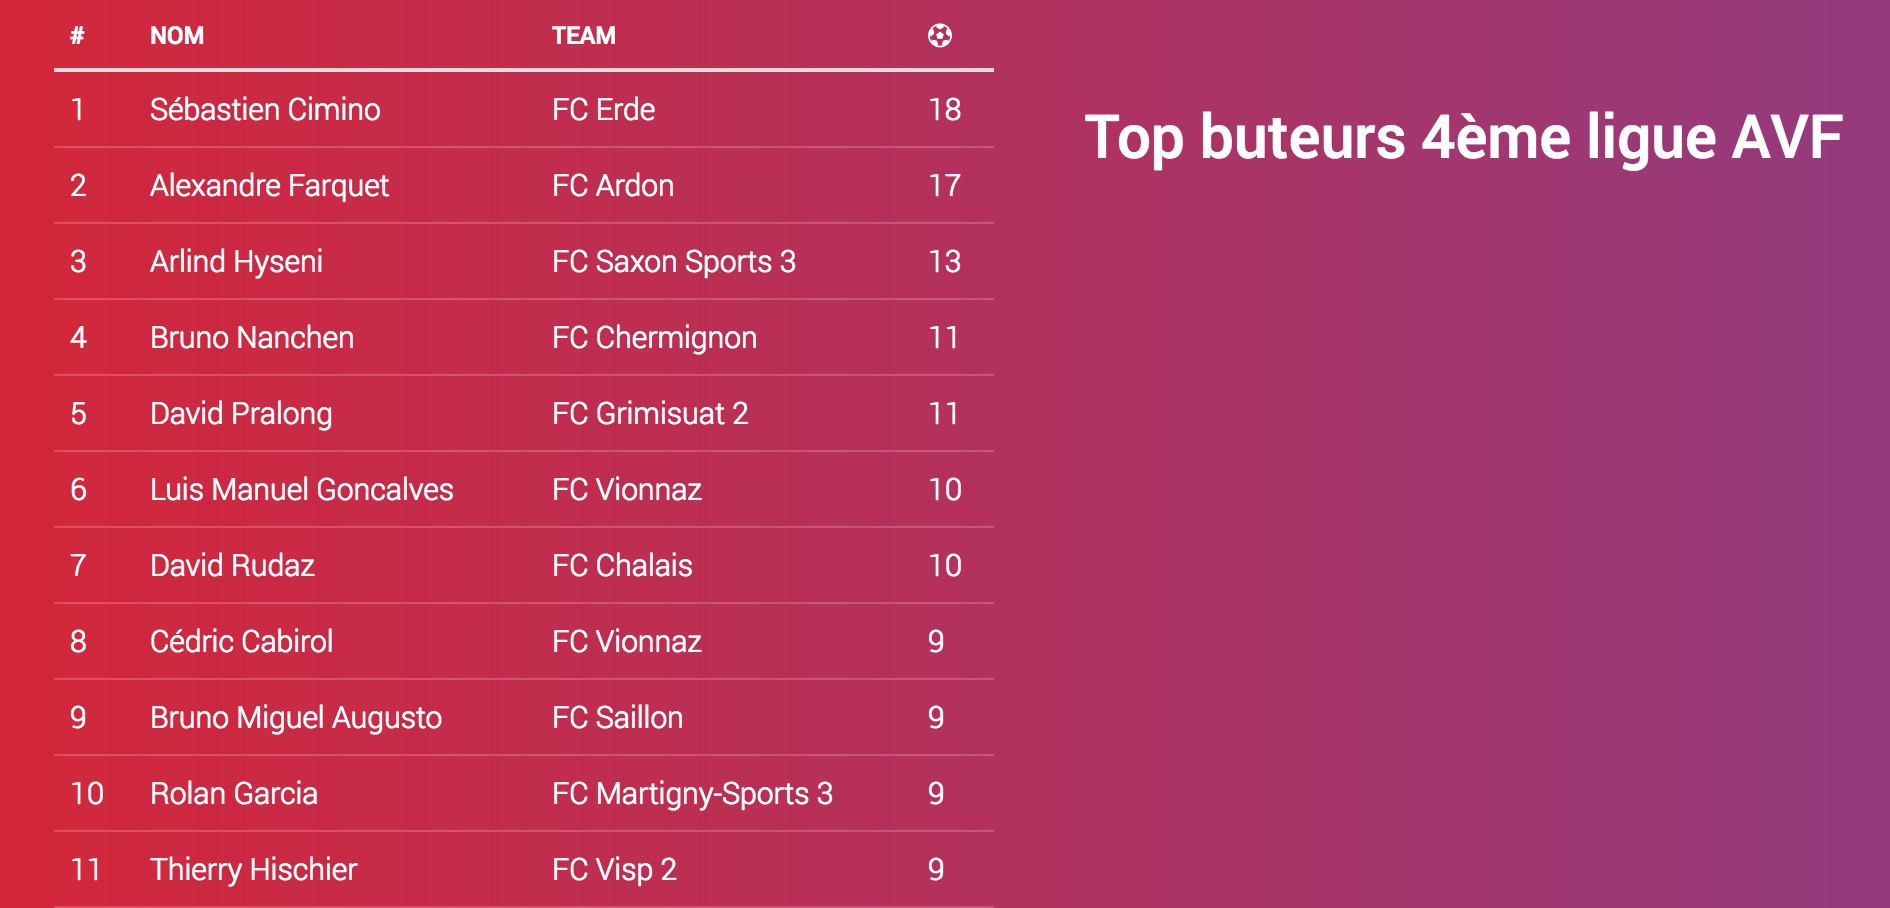 # NOM TEAM
1 Sébastien Cimino FC Erde 18
2 Alexandre Farquet FC Ardon 17
3 Arlind Hyseni FC Saxon Sports 3 13
4 Bruno Nanchen FC Chermignon 11
5 David Pralong FC Grimisuat 2 11
6 Luis Manuel Goncalves FC Vionnaz 10
7 David Rudaz FC Chalais 10
8 Cédric Cabirol FC Vionnaz 9
9 Bruno Miguel Augusto FC Saillon 9
10 Rolan Garcia FC Martigny-Sports 3 9
11 Thierry Hischier FC Visp 2 9
Top buteurs 4ème ligue AVF